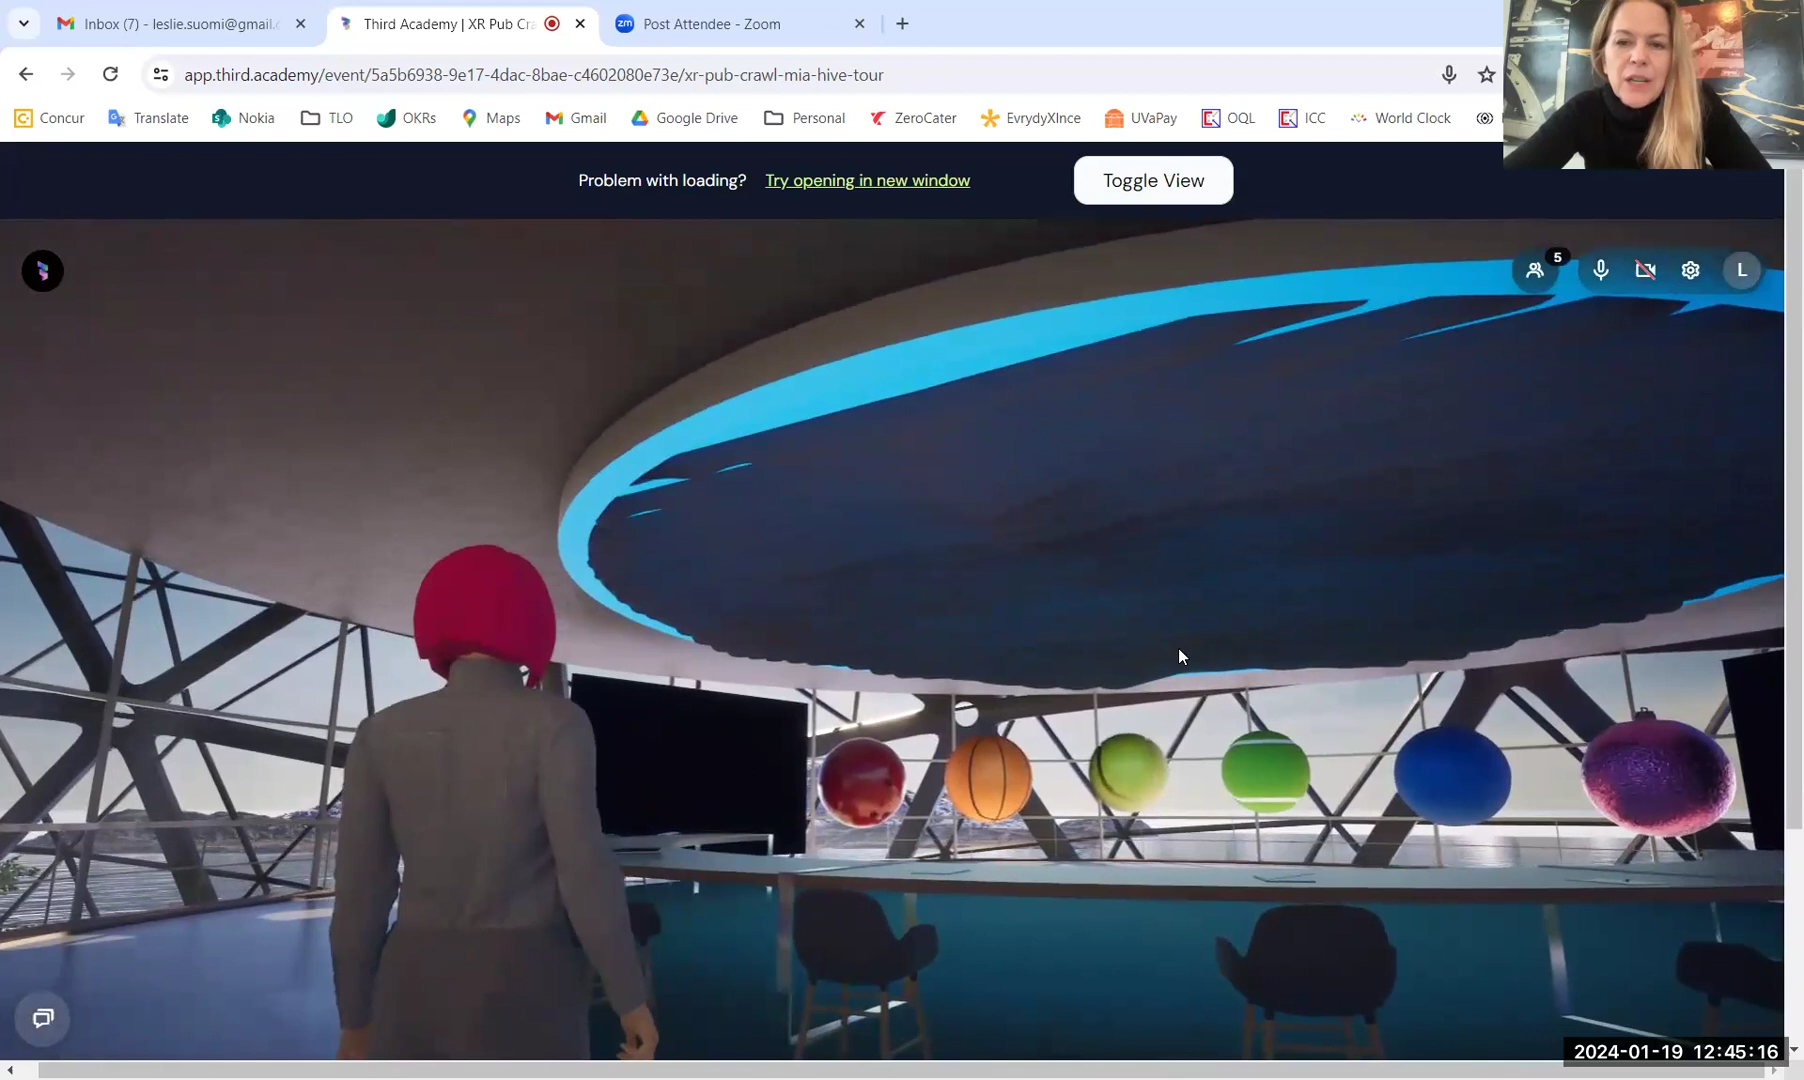 Inbox (7) - leslie.suomi@gmail.
Third Academy | XR Pub Cra
zm Post Attendee - Zoom
app.third.academy/event/5a5b6938-9e17-4dac-8bae-c4602080e73e/xr-pub-crawl-mia-hive-tour
Concur Translate Nokia TLO OKRs Maps Gmail Google Drive Personal ZeroCater EvrydyXInce UVaPay OQL ICC World Clock
Problem with loading? Try opening in new window Toggle View
5
L
2024-01-19 12:45:16